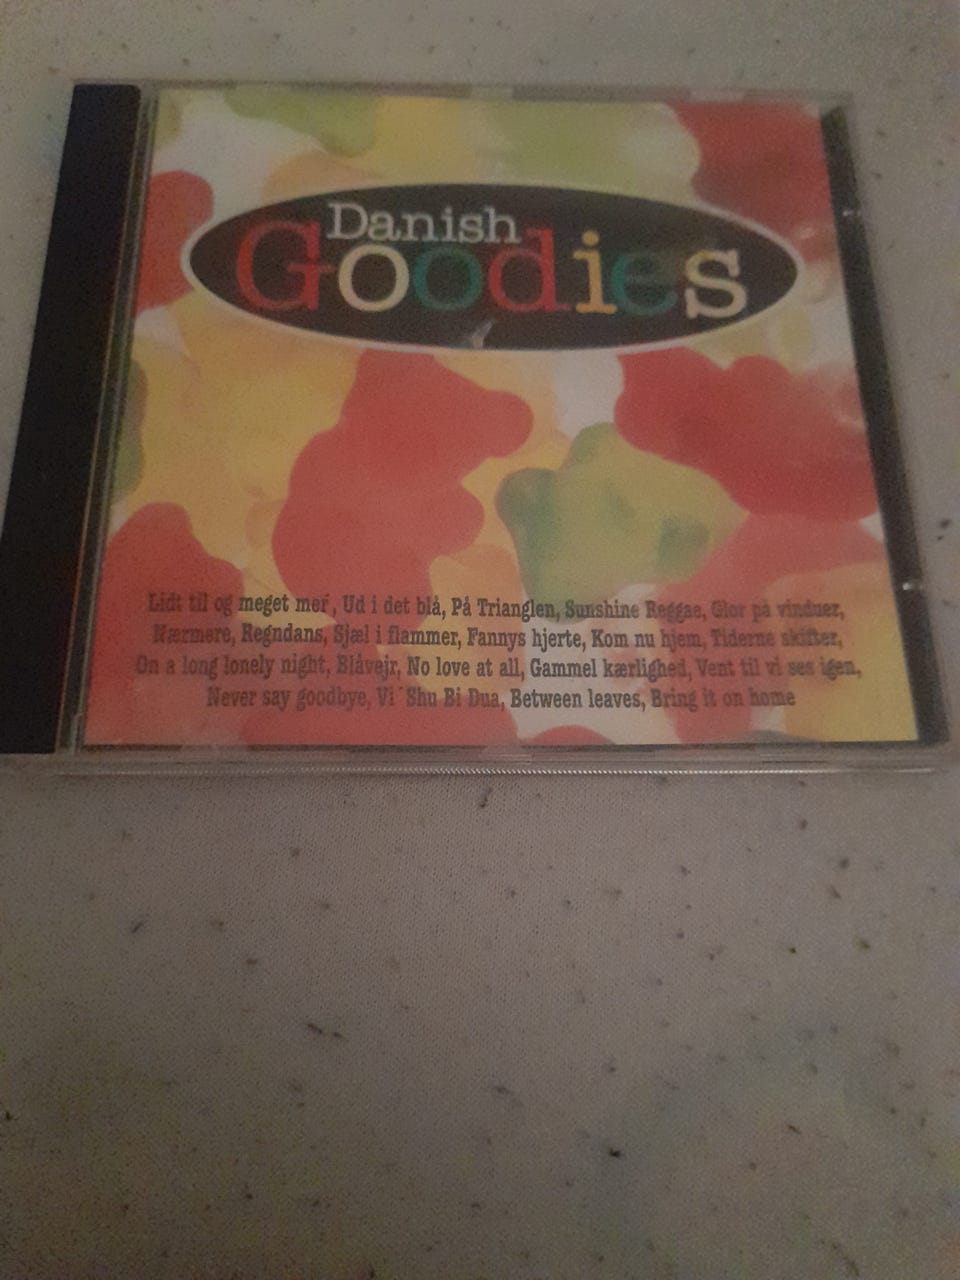 Danish
Goodies
Lidt til og meget mer, Ud i det blå, På Trianglen, Sunshine Reggae, Glor på vinduer,
Nærmere, Regndans, Sjæl i flammer, Fannys hjerte, Kom nu hjem, Tiderne skifter,
On a long lonely night, Blåvejr, No love at all, Gammel kærlighed, Vent til vi ses igen,
Never say goodbye, Vi ́Shu Bi Dua, Between leaves, Bring it on home